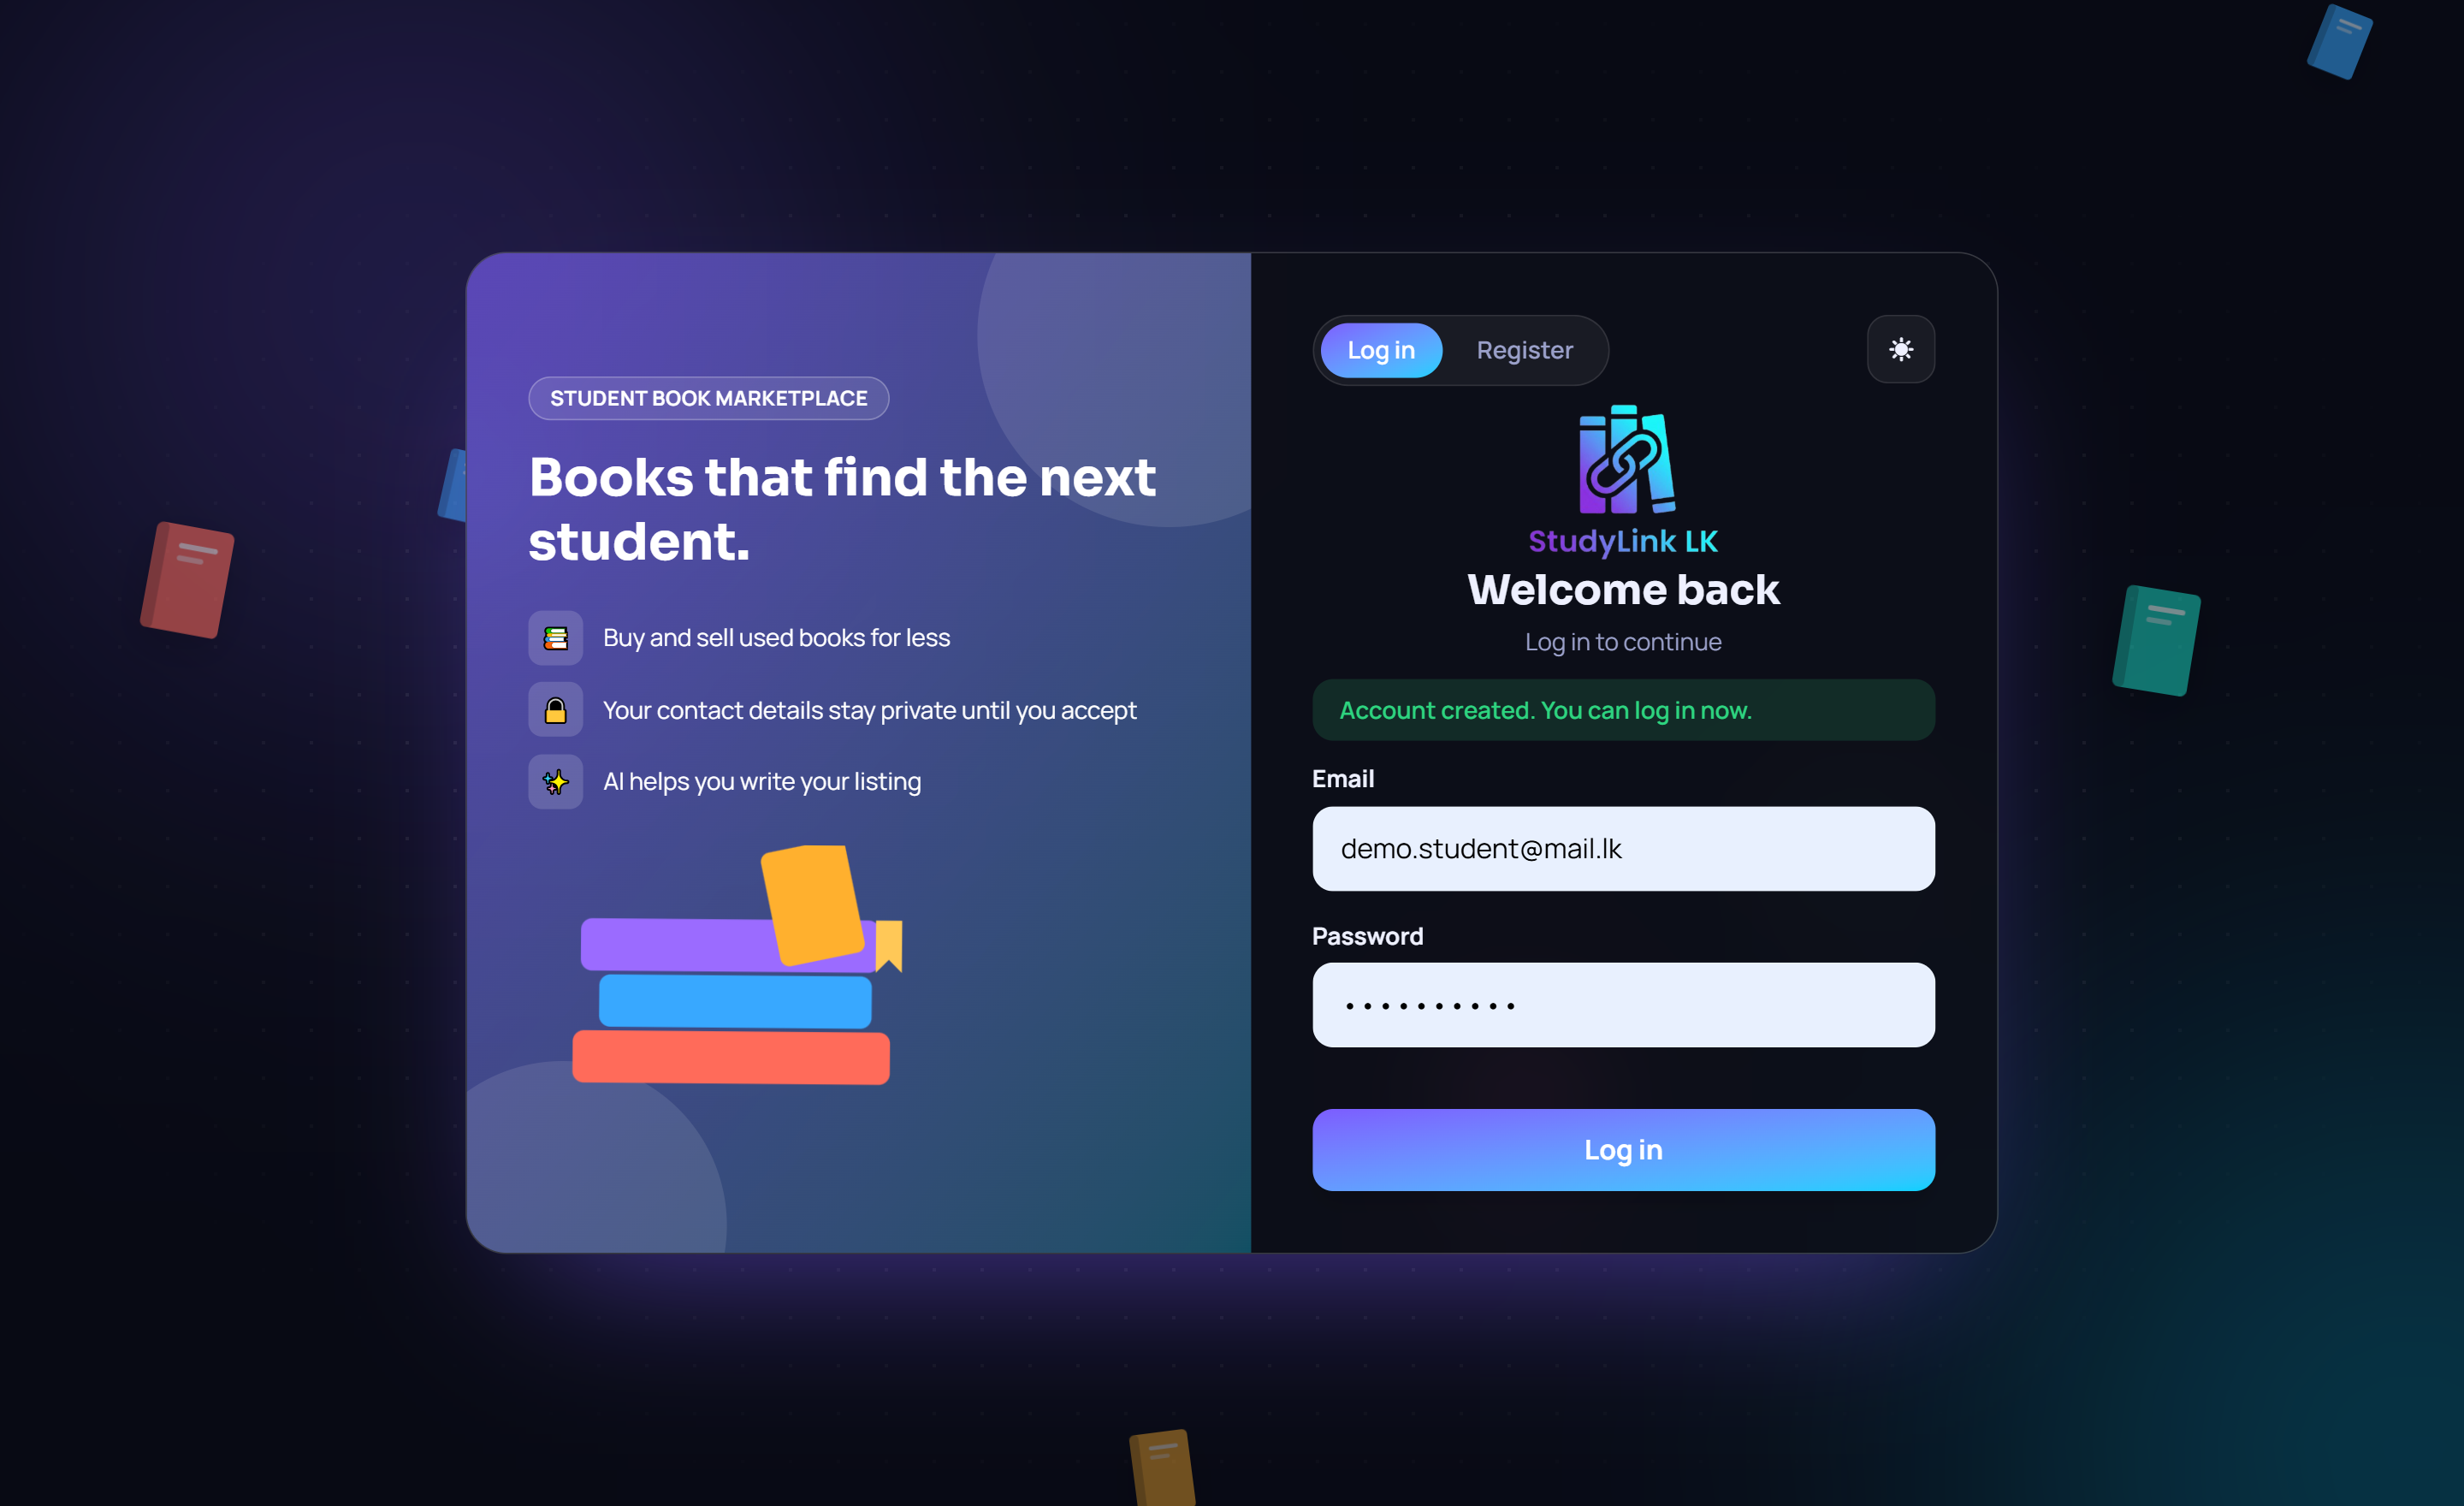 STUDENT BOOK MARKETPLACE
Books that find the next
student.
Buy and sell used books for less
Your contact details stay private until you accept
AI helps you write your listing
Log in
Register
StudyLink LK
Welcome back
Log in to continue
Account created. You can log in now.
Email
demo.student@mail.lk
Password
••••••••••
Log in